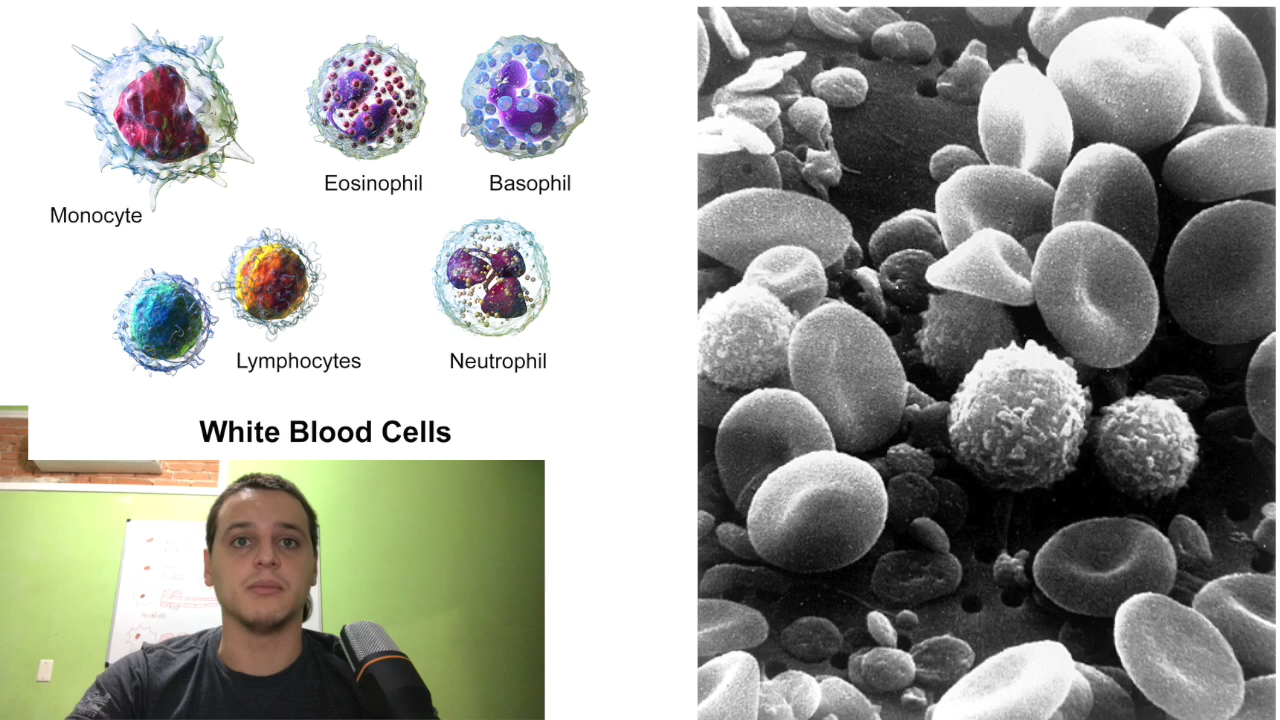 Eosinophil
Basophil
Monocyte
Lymphocytes
Neutrophil
White Blood Cells